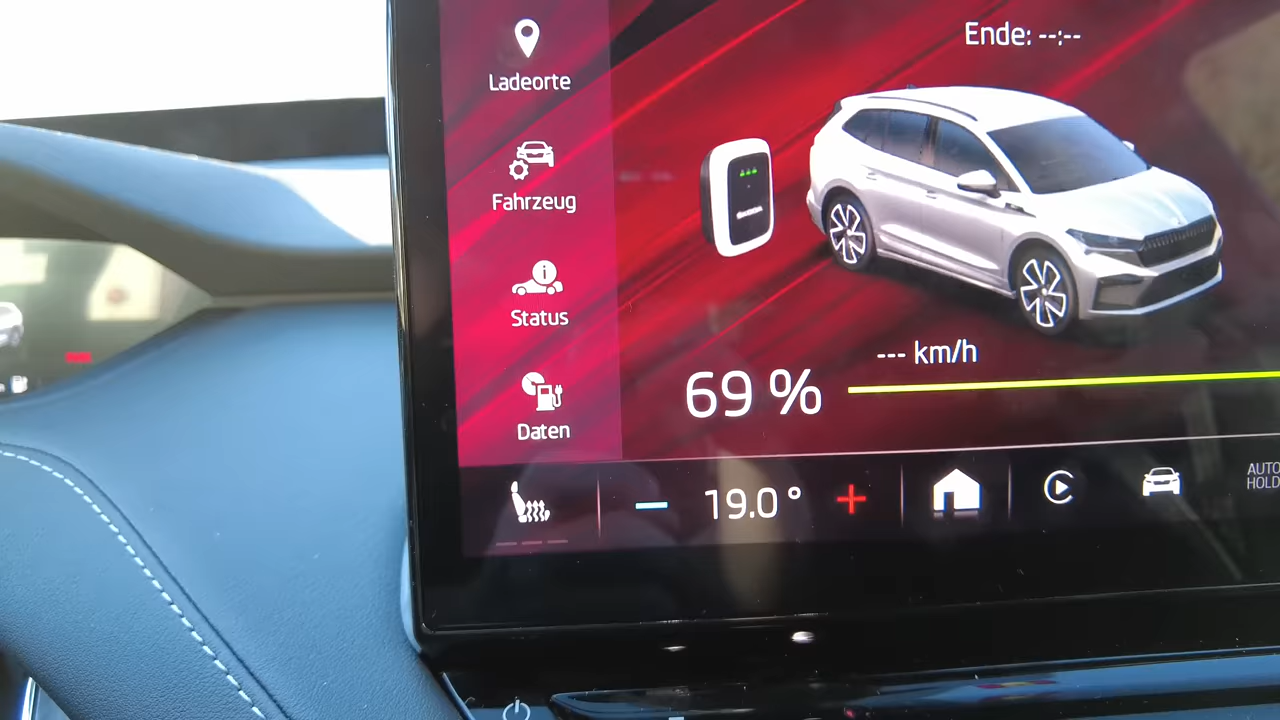 Ladeorte
Ende: --:--
Fahrzeug
Status
--- km/h
69 %
Daten
19.0°
AUTO
HOLD